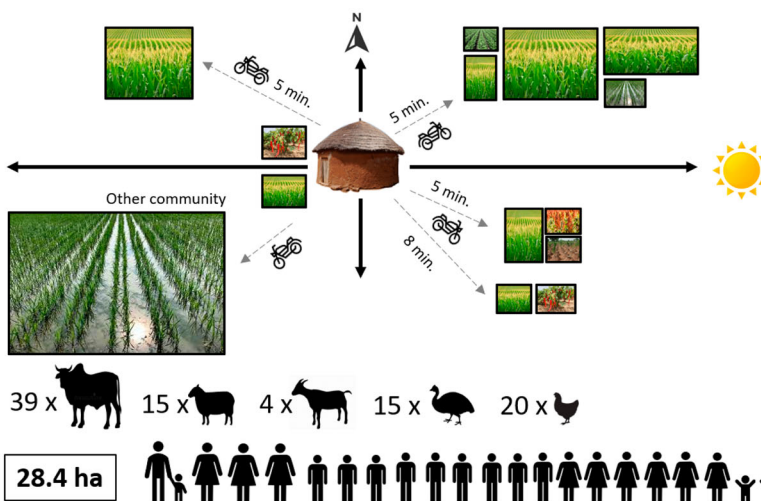 N
5 min.
5 min.
Other community
5 min.
8 min.
39 x
15 x
4 x
15 x
20 x
28.4 ha